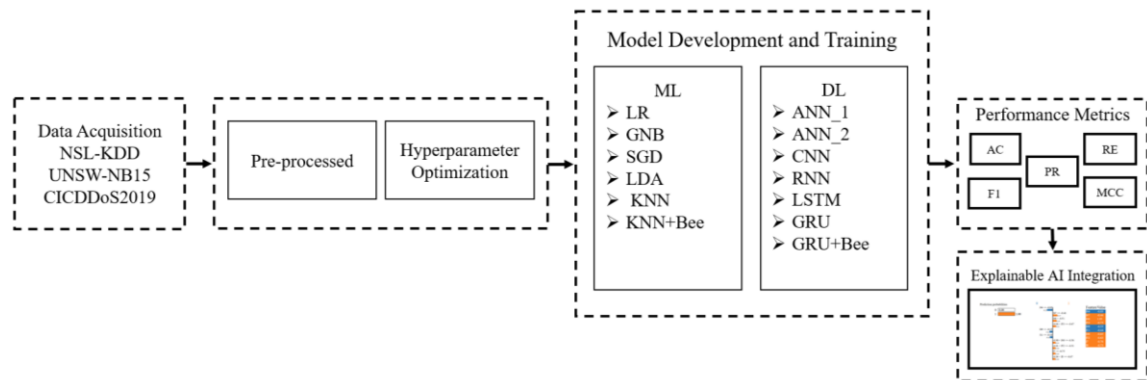 Data Acquisition
NSL-KDD
UNSW-NB15
CICDDoS2019
Pre-processed
Hyperparameter
Optimization
Model Development and Training
ML
➤ LR
➤ GNB
➤ SGD
➤ LDA
➤ KNN
➤ KNN+Bee
DL
➤ ANN_1
➤ ANN_2
➤ CNN
➤ RNN
➤ LSTM
➤ GRU
➤ GRU+Bee
Performance Metrics
AC
RE
PR
F1
MCC
Explainable AI Integration